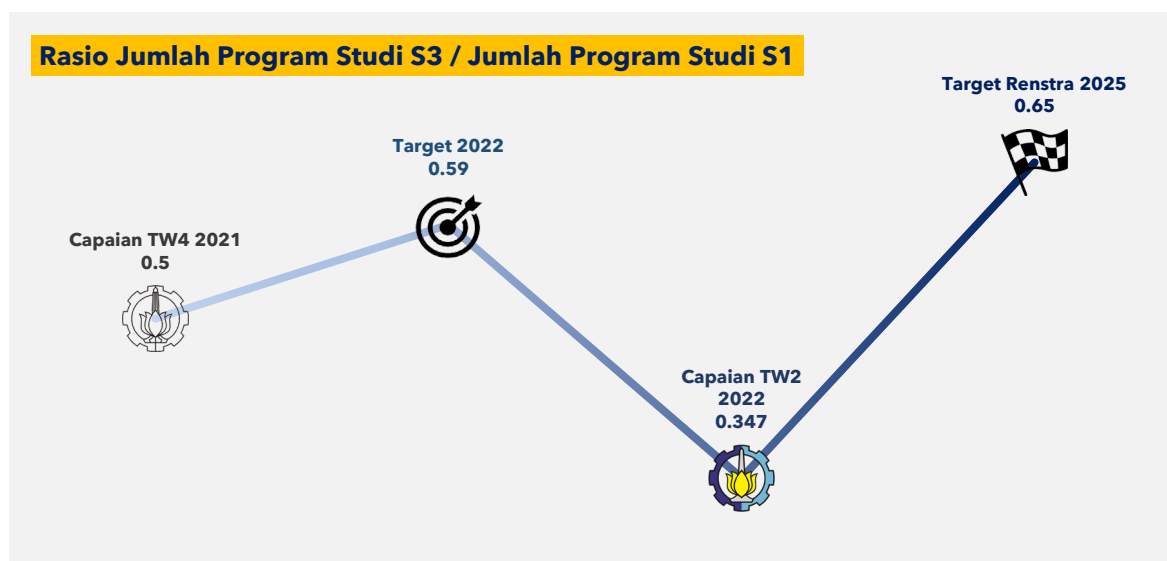 Rasio Jumlah Program Studi S3 / Jumlah Program Studi S1
Target Renstra 2025
0.65
Target 2022
0.59
Capaian TW4 2021
0.5
Capaian TW2
2022
0.347